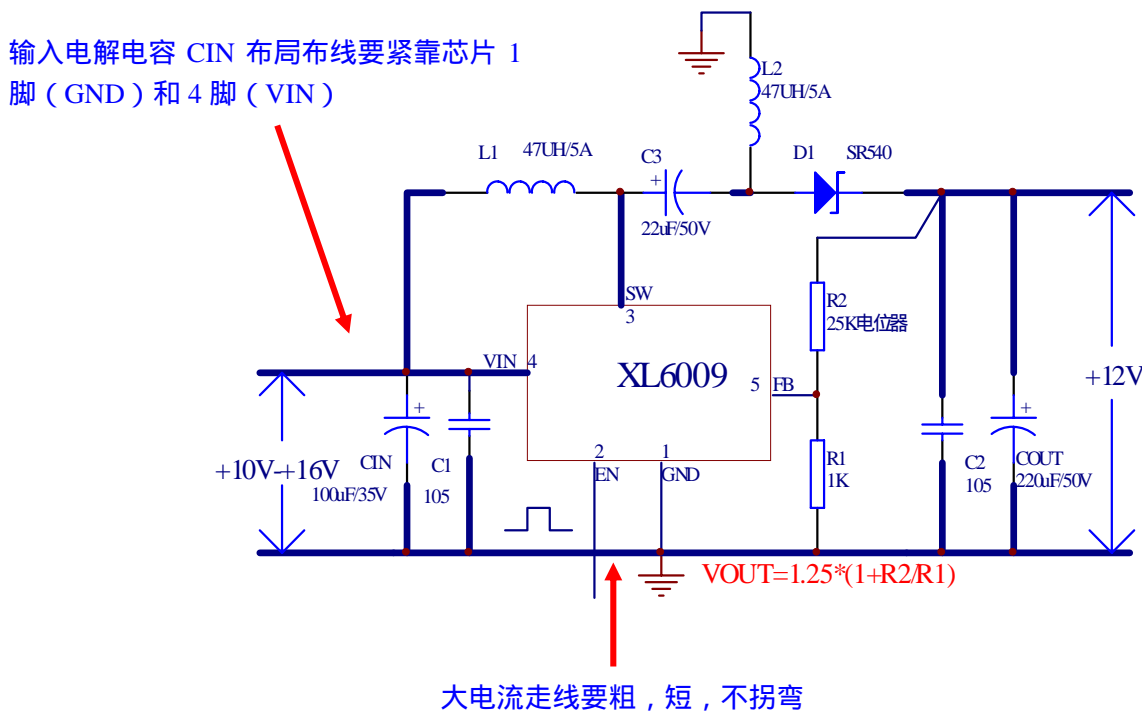 输入电解电容 CIN 布局布线要紧靠芯片 1
脚（GND）和 4 脚（VIN）
L2
47UH/5A
L1
47UH/5A
C3
+
22uF/50V
D1
SR540
SW
3
R2
25K电位器
VIN 4
XL6009
5 FB
+12V
+10V-+16V
+
CIN
100uF/35V
C1
105
2
EN
1
GND
R1
1K
C2
105
+
COUT
220uF/50V
VOUT=1.25*(1+R2/R1)
大电流走线要粗，短，不拐弯